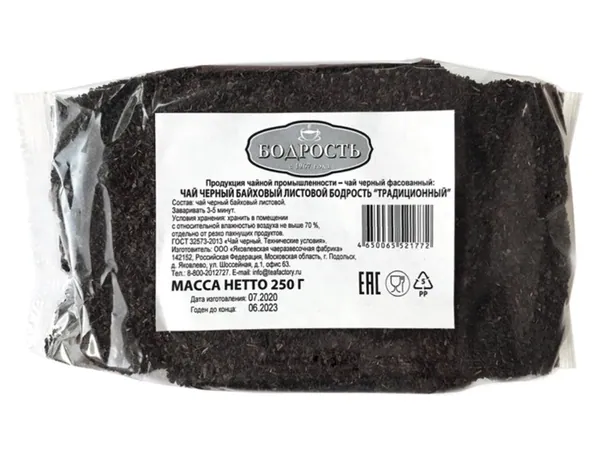 БОДРОСТЬ
с 1967 года
Продукция чайной промышленности – чай черный фасованный:
ЧАЙ ЧЕРНЫЙ БАЙХОВЫЙ ЛИСТОВОЙ БОДРОСТЬ "ТРАДИЦИОННЫЙ"
Состав: чай черный байховый листовой.
Заваривать 3-5 минут.
Условия хранения: хранить в помещении
с относительной влажностью воздуха не выше 70 %,
отдельно от резко пахнущих продуктов.
ГОСТ 32573-2013 «Чай черный. Технические условия».
Изготовитель: ООО «Яковлевская чаеразвесочная фабрика»
142152, Российская Федерация, Московская область, г. Подольск,
д. Яковлево, ул. Шоссейная, д.1, офис 63.
Тел.: 8-800-2012727. E-mail: info@teafactory.ru
МАССА НЕТТО 250 Г
Дата изготовления: 07.2020
Годен до конца: 06.2023
4650065521772
EAC
5
PP